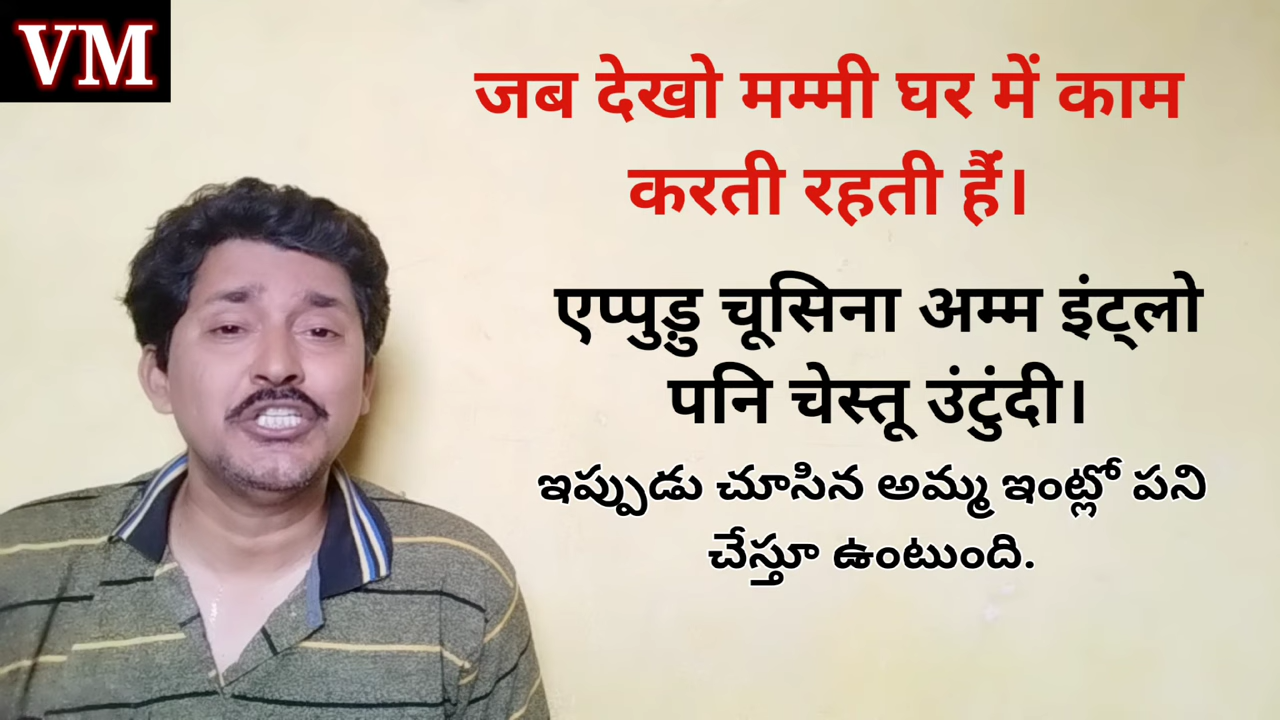 VM
जब देखो मम्मी घर में काम
करती रहती हैं।
एप्पुडु चूसिना अम्म इंट्लो
पनि चेस्तू उंटुंदी।
ఇప్పుడు చూసిన అమ్మ ఇంట్లో పని
చేస్తూ ఉంటుంది.